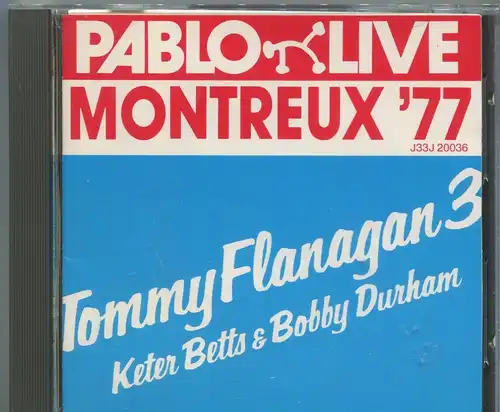 PABLO LIVE
MONTREUX '77
J33J 20036
Tommy Flanagan 3
Keter Betts & Bobby Durham